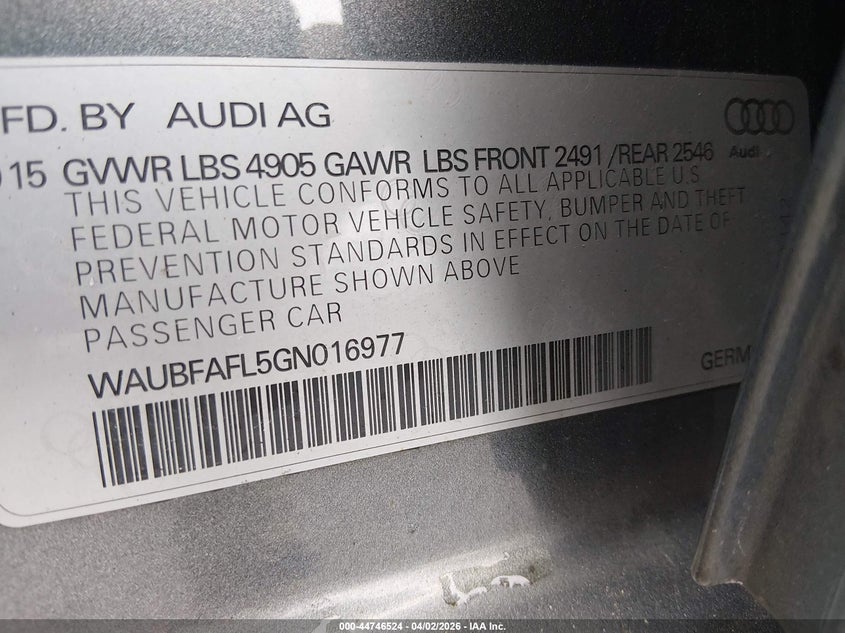 FD. BY AUDI AG
15 GVWR LBS 4905 GAWR LBS FRONT 2491 /REAR 2546
Audi
THIS VEHICLE CONFORMS TO ALL APPLICABLE U.S
FEDERAL MOTOR VEHICLE SAFETY, BUMPER AND THEFT
PREVENTION STANDARDS IN EFFECT ON THE DATE OF
MANUFACTURE SHOWN ABOVE
PASSENGER CAR
WAUBFAFL5GN016977
GERM
000-44746524 | 04/02/2026 | IAA Inc.